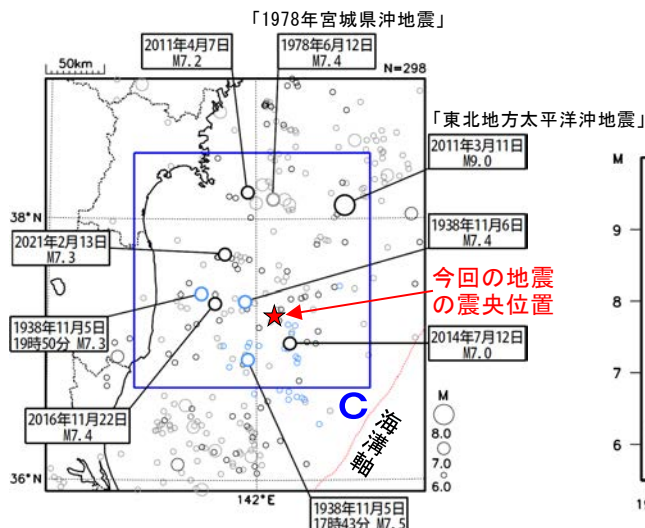 「1978年宮城県沖地震」
2011年4月7日
M7.2
1978年6月12日
M7.4
50km
N=298
「東北地方太平洋沖地震」
2011年3月11日
M9.0
M
9
38°N
1938年11月6日
M7.4
2021年2月13日
M7.3
今回の地震
の震央位置
8
1938年11月5日
19時50分 M7.3
2014年7月12日
M7.0
7
2016年11月22日
M7.4
C
海溝軸
M
8.0
7.0
6.0
6
36°N
142°E
1938年11月5日
17時43分 M7.5